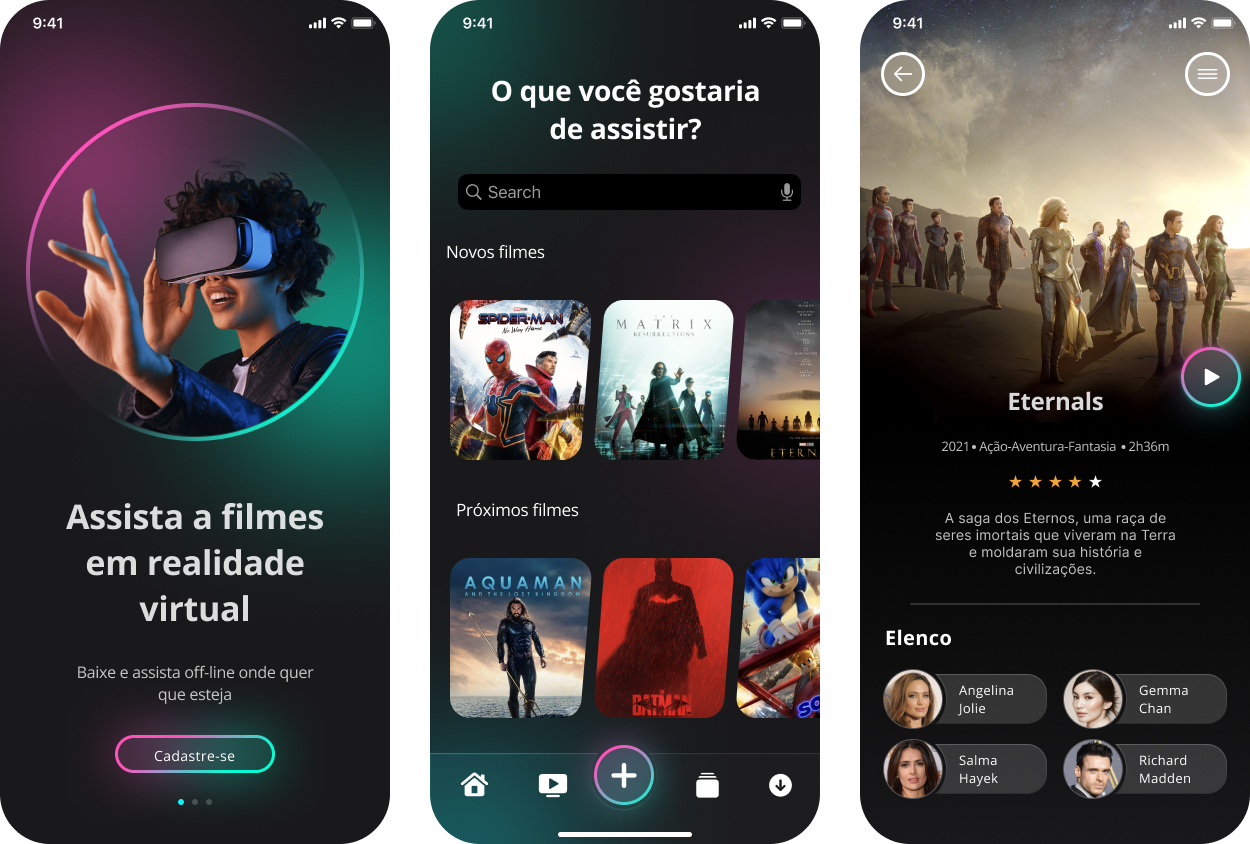 9:41
Assista a filmes
em realidade
virtual
Baixe e assista off-line onde quer
que esteja
Cadastre-se
9:41
O que você gostaria
de assistir?
Search
Novos filmes
SPIDER-MAN
No Way Home
THE
MATRIX
RESURRECTIONS
ETERN
Próximos filmes
AQUAMAN
AND THE LOST KINGDOM
THE
BATMAN
SO
9:41
Eternals
2021 • Ação-Aventura-Fantasia • 2h36m
A saga dos Eternos, uma raça de
seres imortais que viveram na Terra
e moldaram sua história e
civilizações.
Elenco
Angelina
Jolie
Gemma
Chan
Salma
Hayek
Richard
Madden